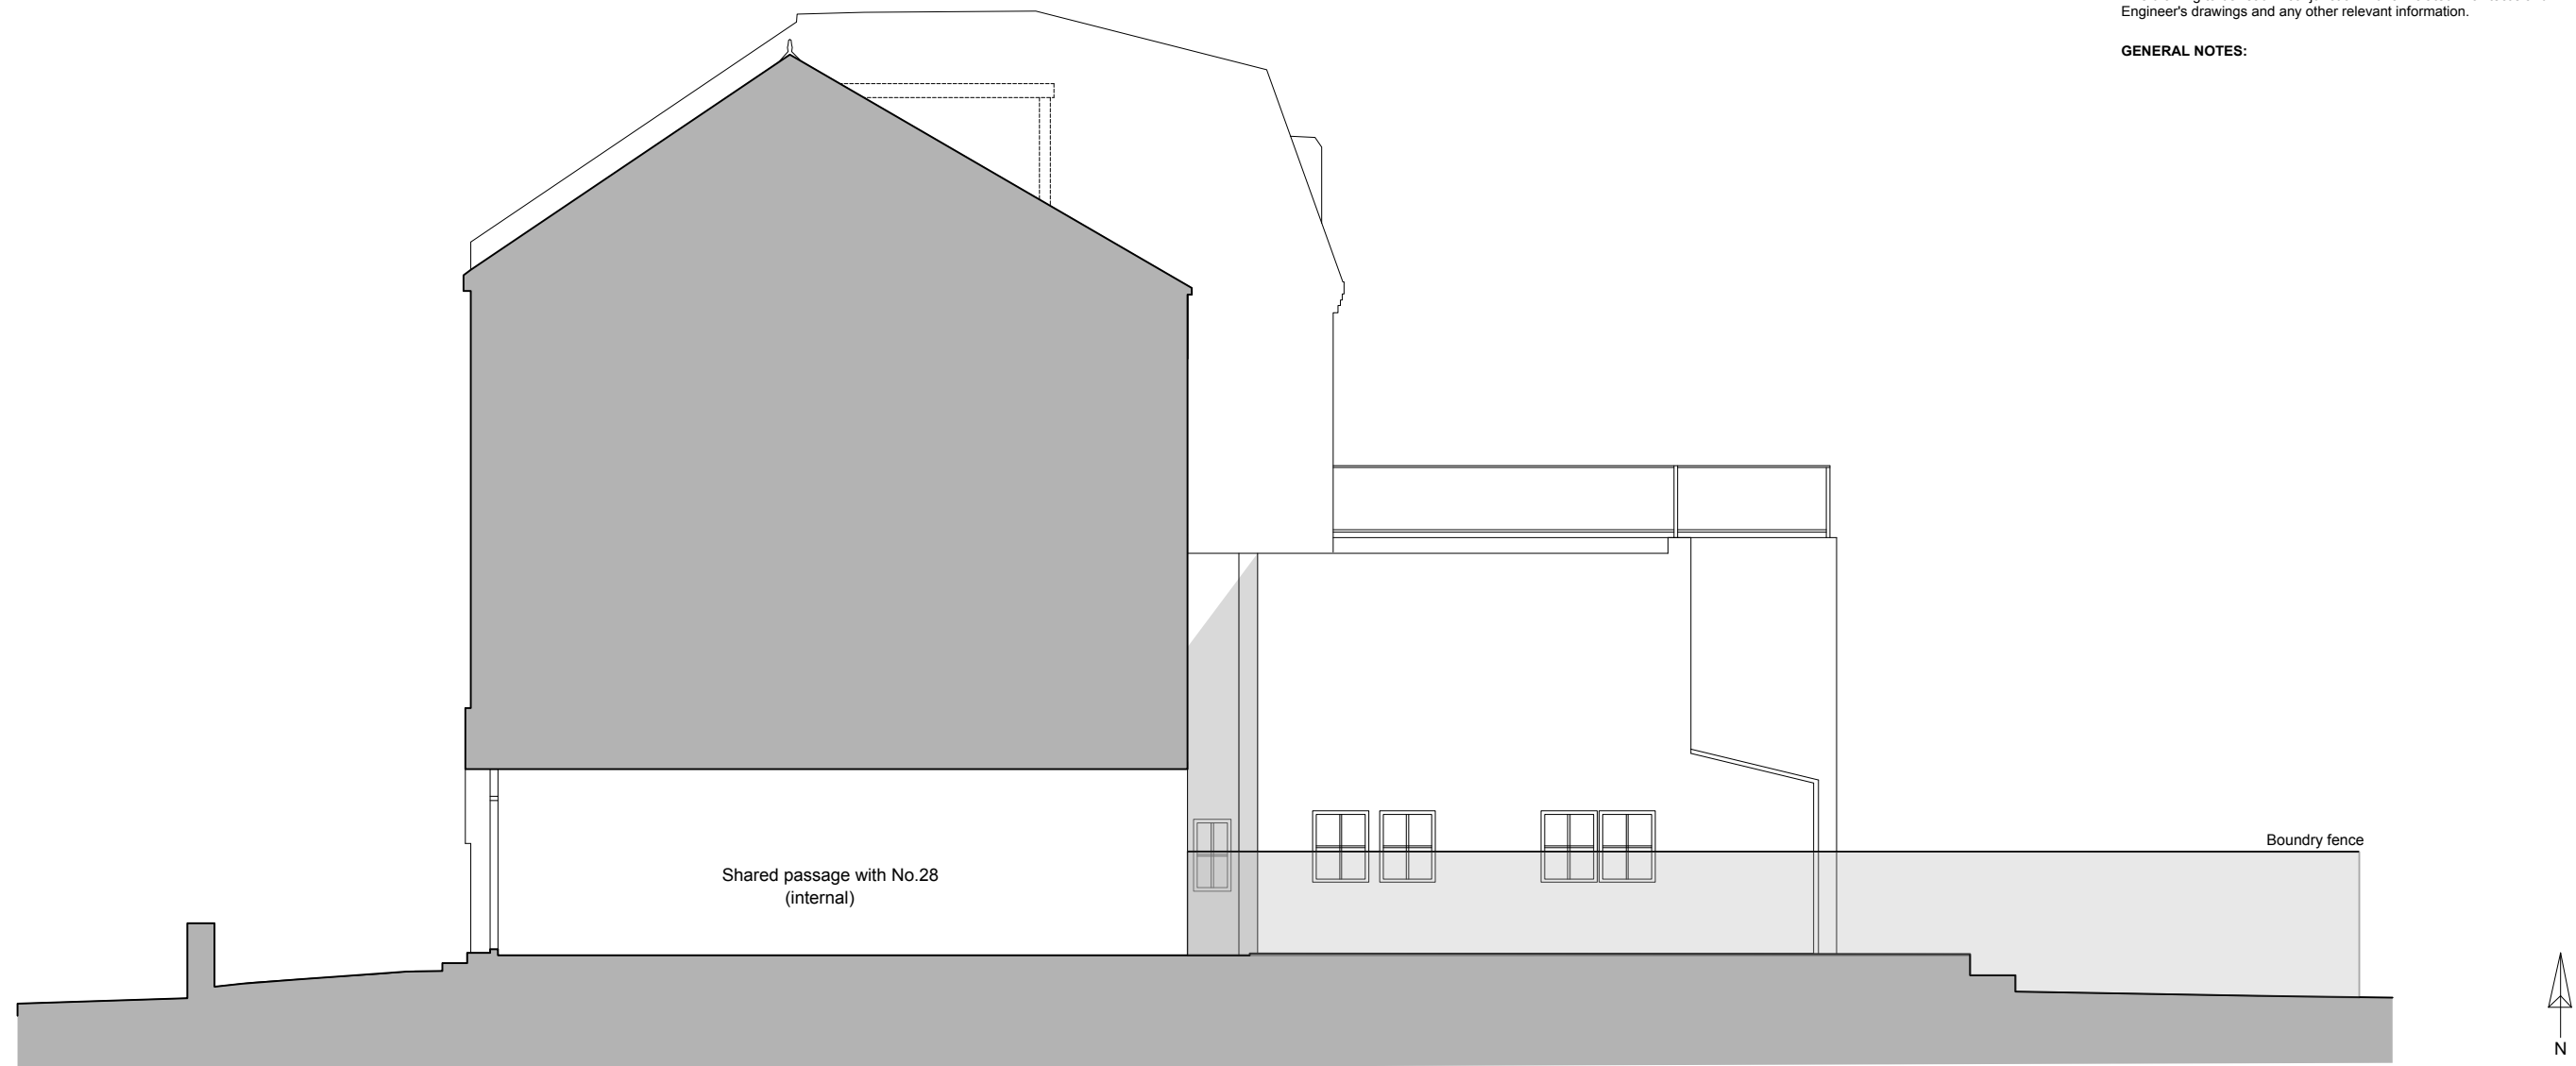 Engineer's drawings and any other relevant information.
GENERAL NOTES:
Boundry fence
Shared passage with No.28
(internal)
N